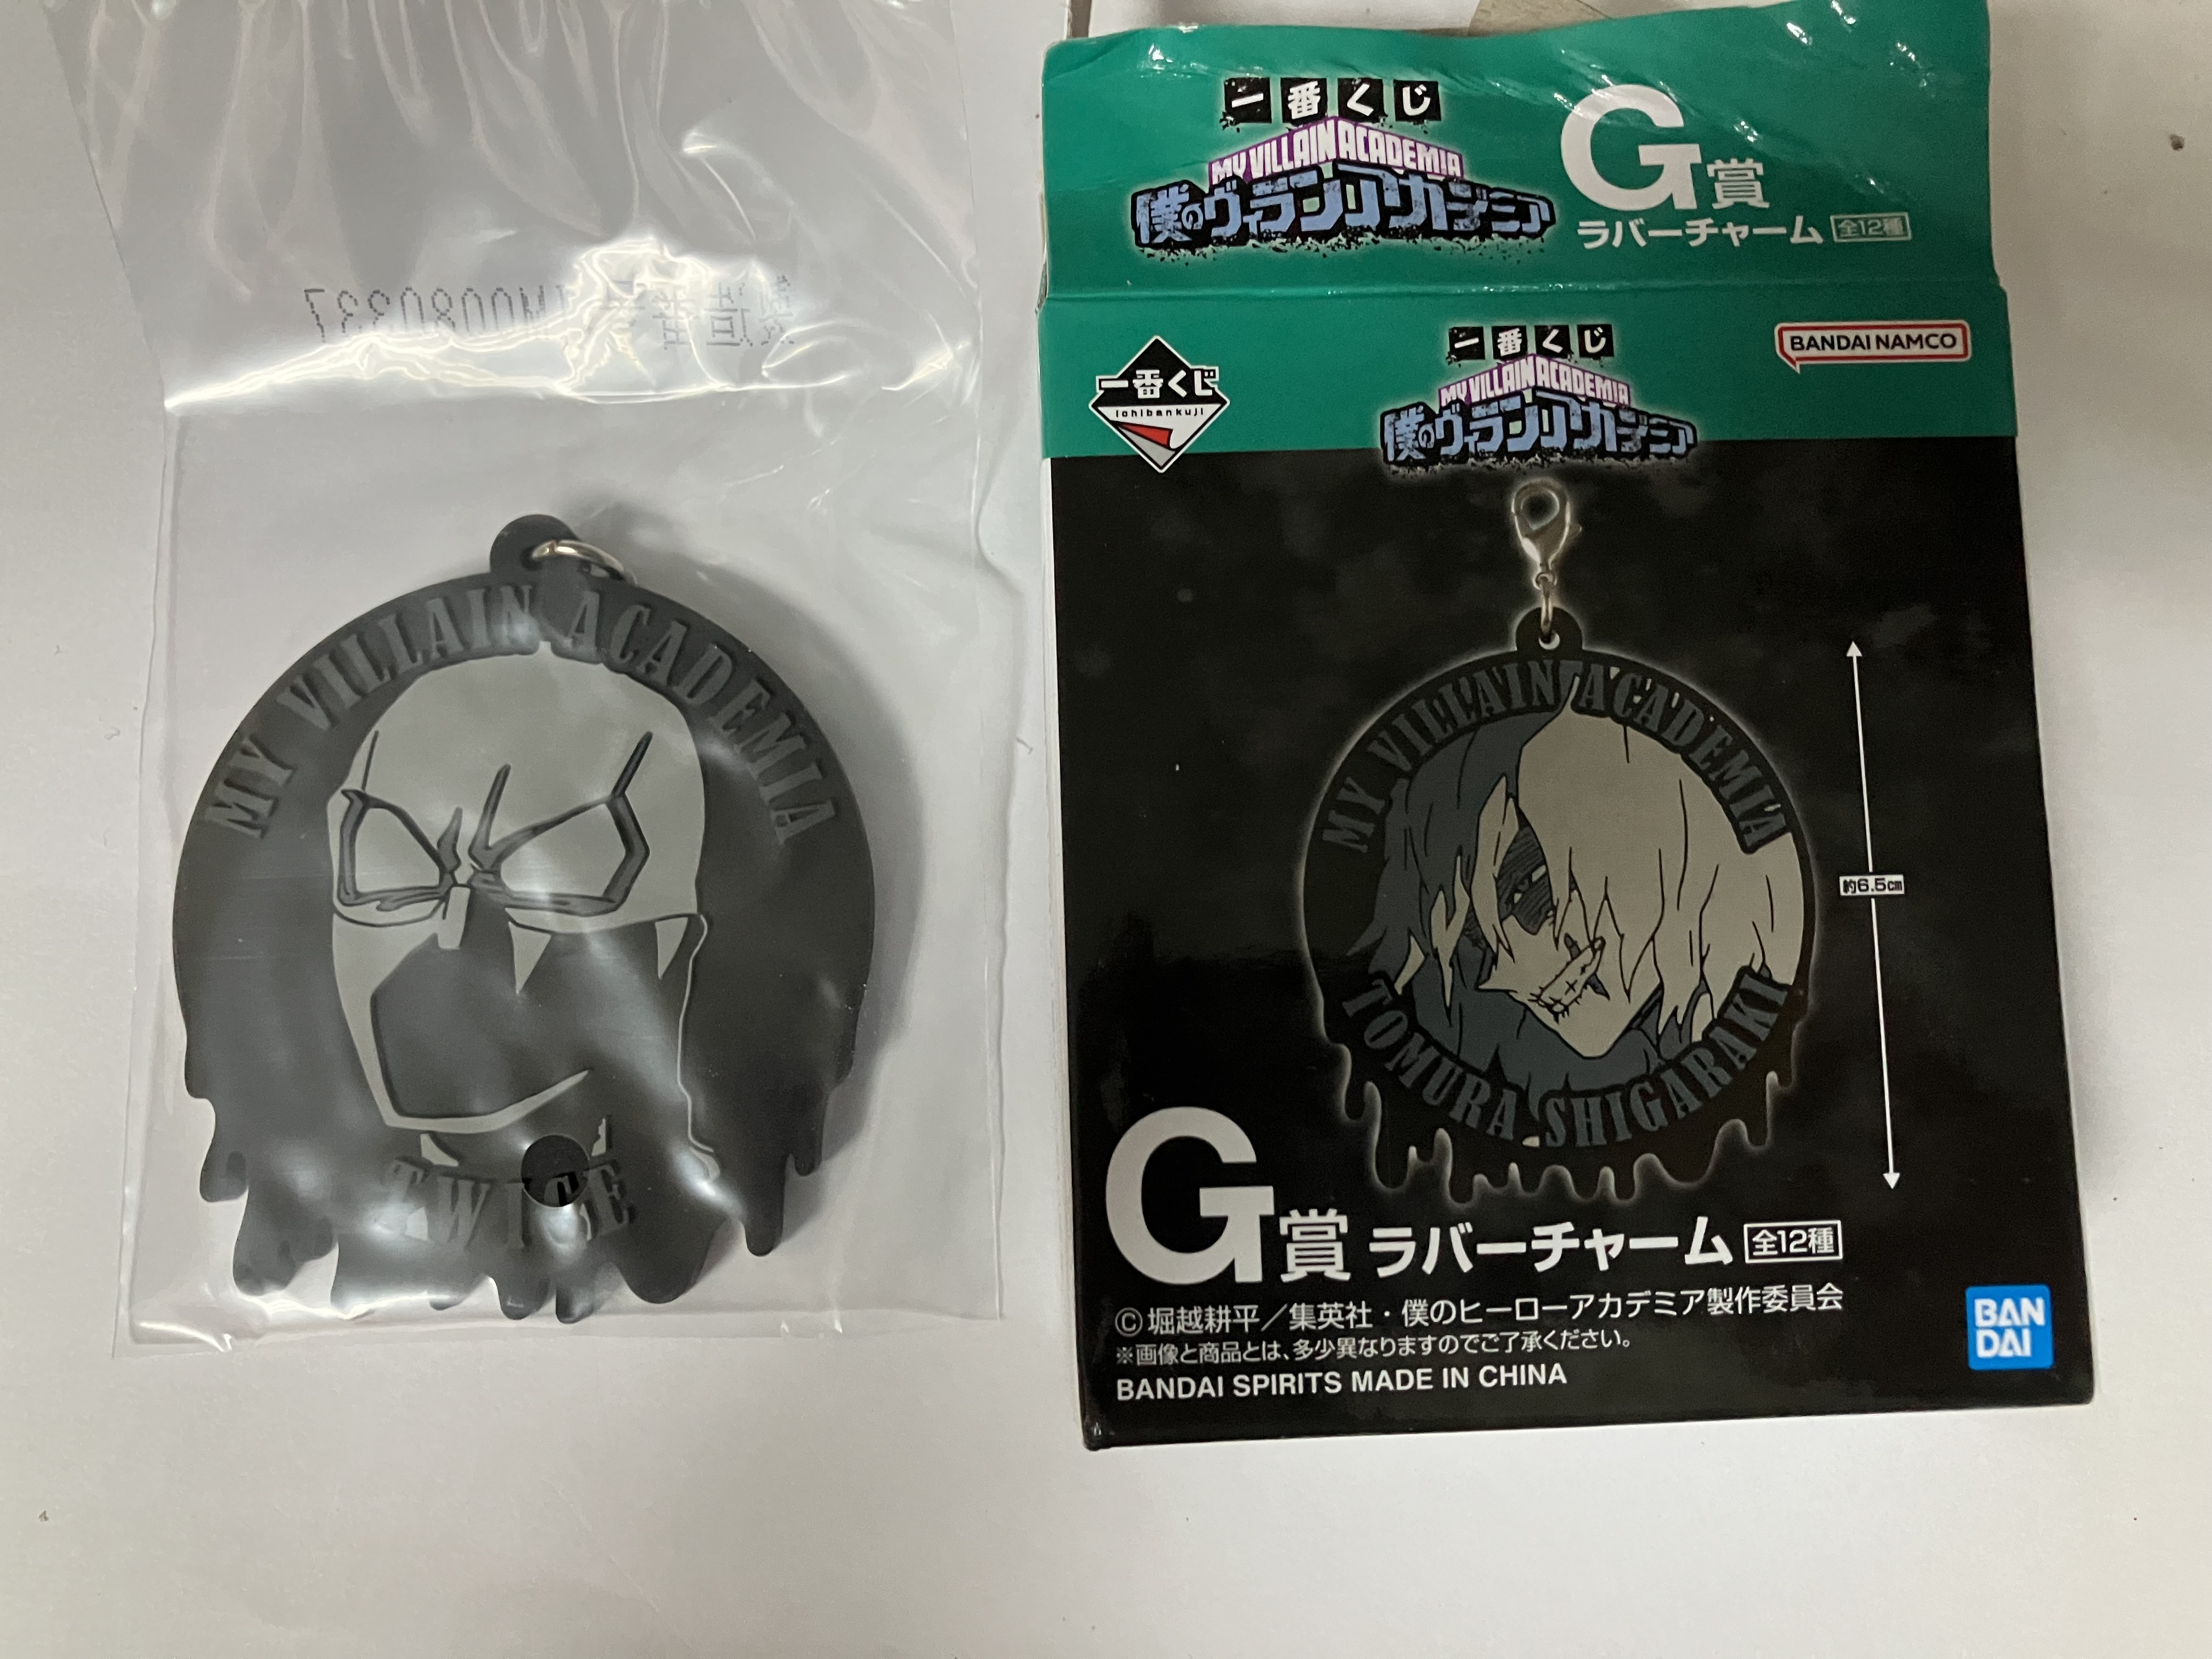 MY VILLAIN ACADEMIA
TWICE
一番くじ
MY VILLAIN ACADEMIA
僕のヴィランアカデミア
G賞
ラバーチャーム 全12種
一番くじ
ichibankuji
一番くじ
MY VILLAIN ACADEMIA
僕のヴィランアカデミア
BANDAI NAMCO
MY VILLAIN ACADEMIA
TOMURA SHIGARAKI
約6.5cm
G賞 ラバーチャーム 全12種
©堀越耕平/集英社・僕のヒーローアカデミア製作委員会
※画像と商品とは、多少異なりますのでご了承ください。
BANDAI SPIRITS MADE IN CHINA
BAN
DAI